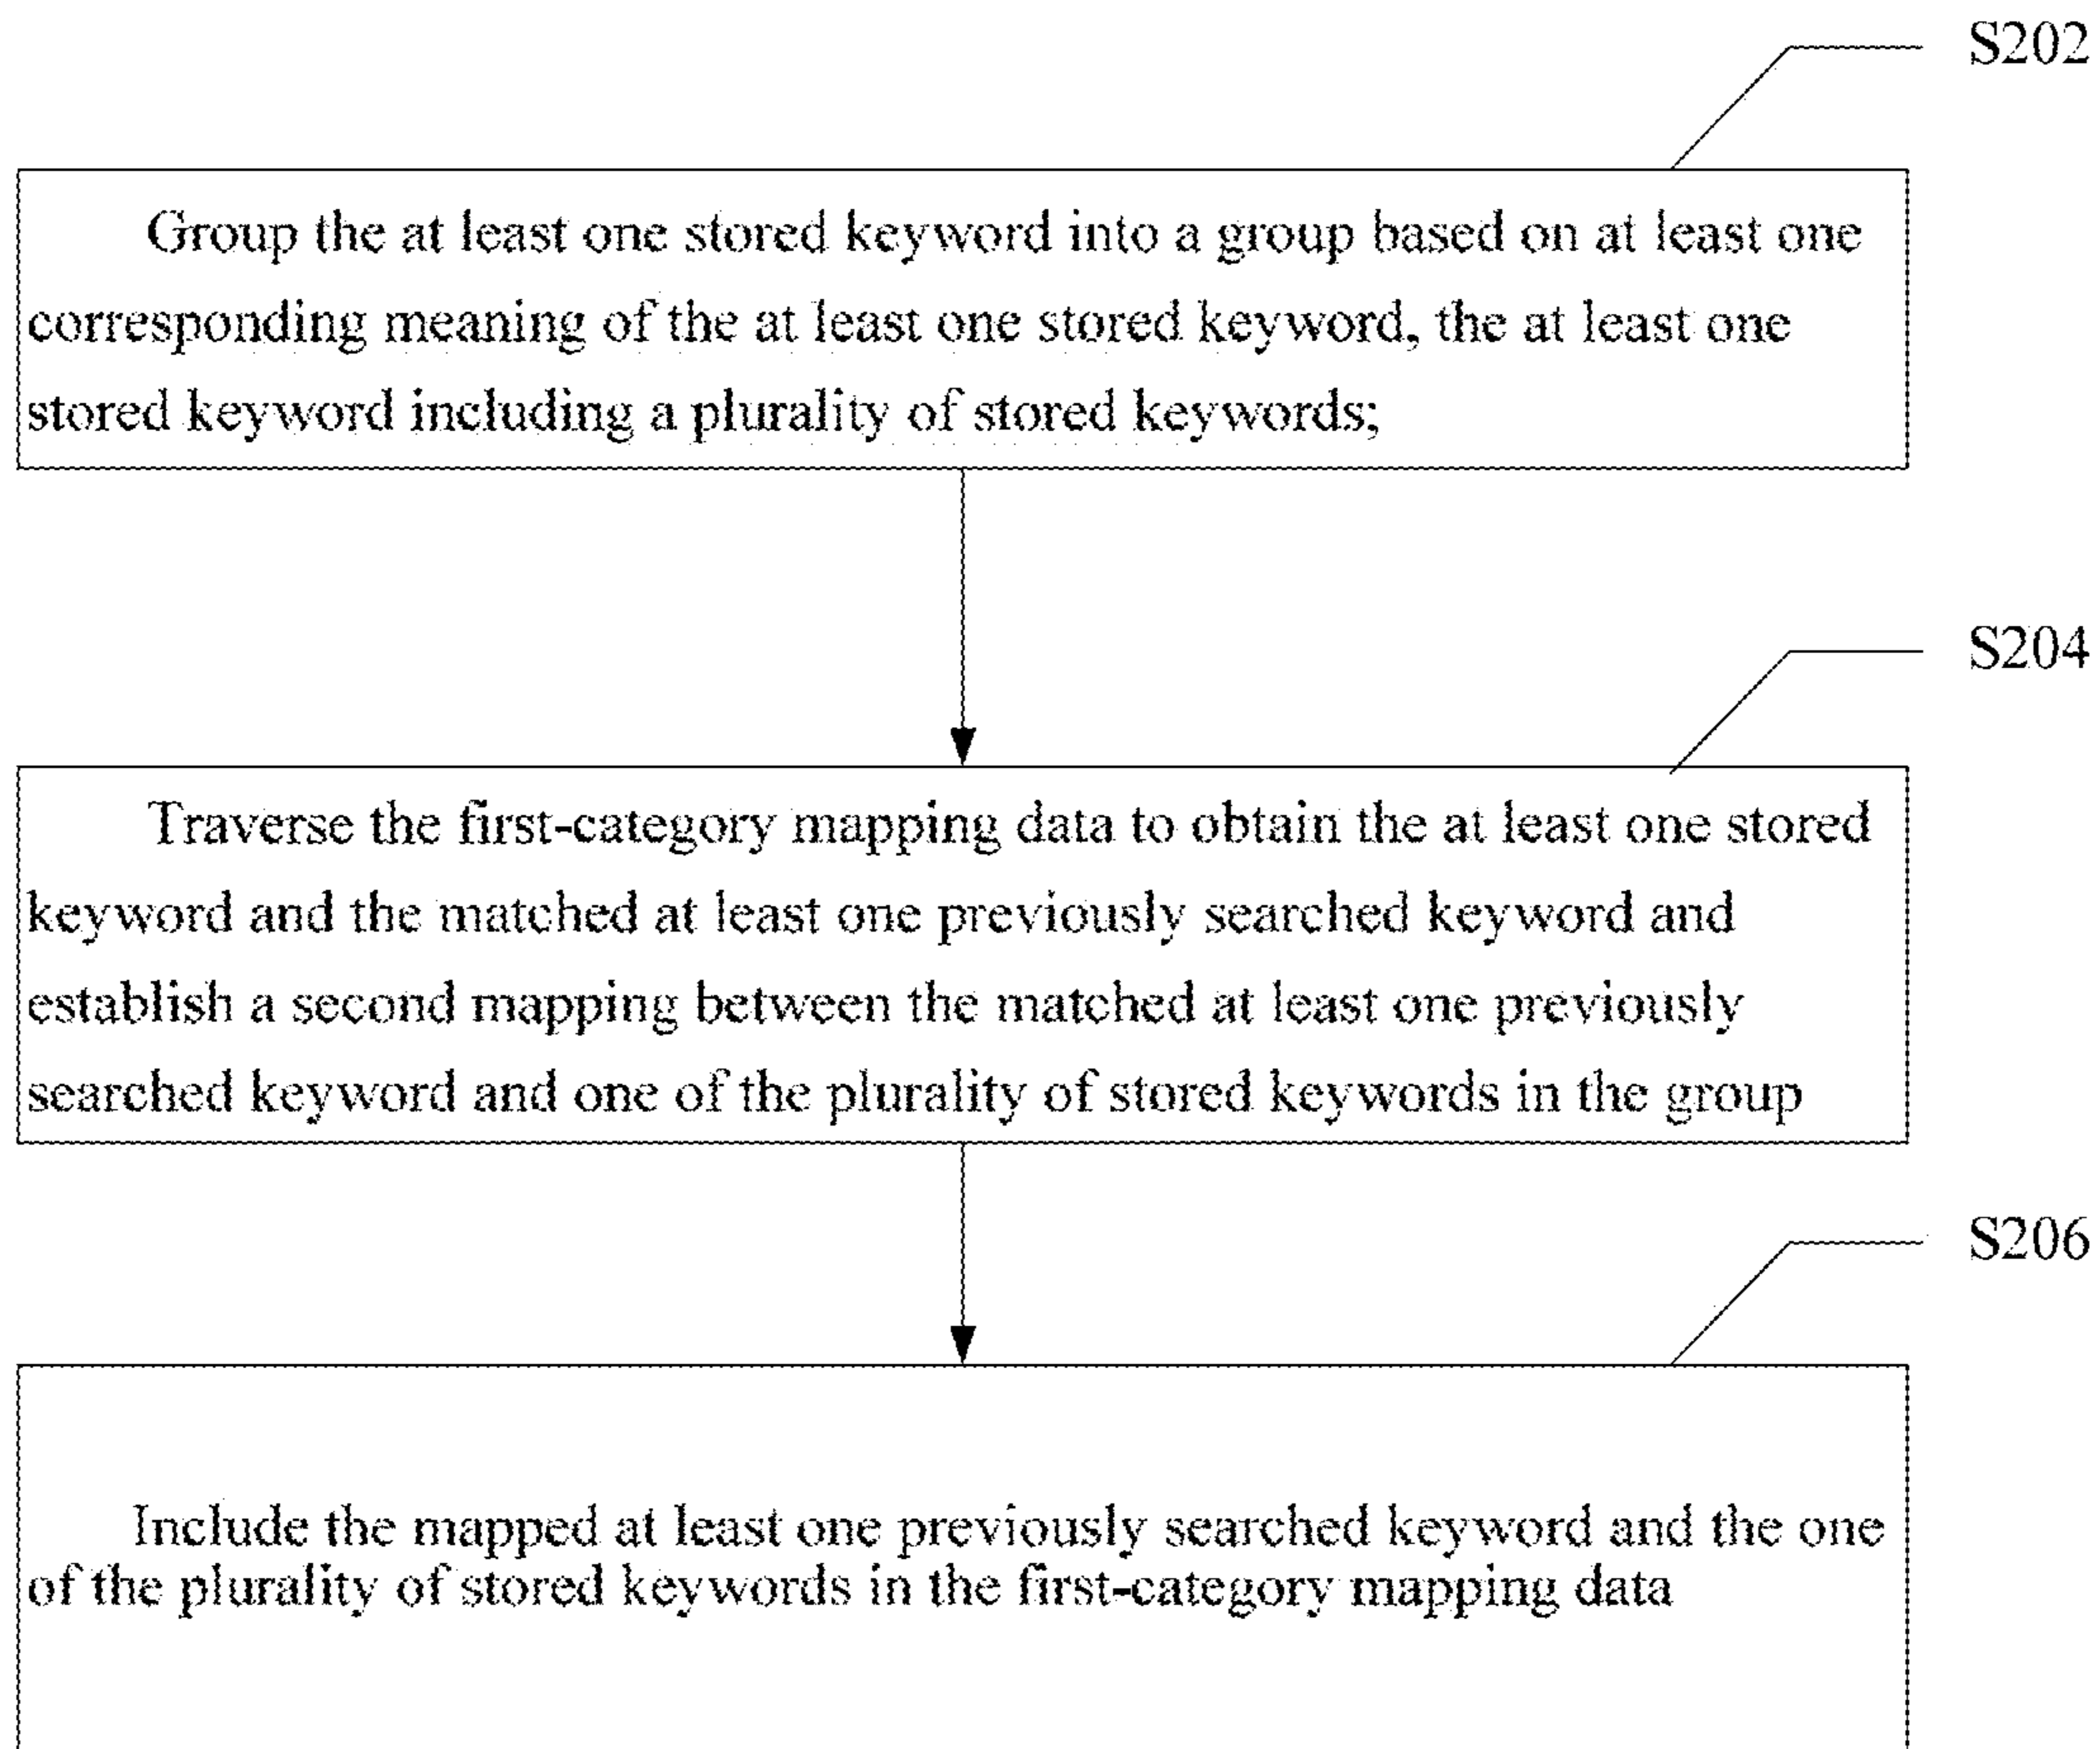 S202
Group the at least one stored keyword into a group based on at least one
corresponding meaning of the at least one stored keyword, the at least one
stored keyword including a plurality of stored keywords;
S204
Traverse the first-category mapping data to obtain the at least one stored
keyword and the matched at least one previously searched keyword and
establish a second mapping between the matched at least one previously
searched keyword and one of the plurality of stored keywords in the group
S206
Include the mapped at least one previously searched keyword and the one
of the plurality of stored keywords in the first-category mapping data